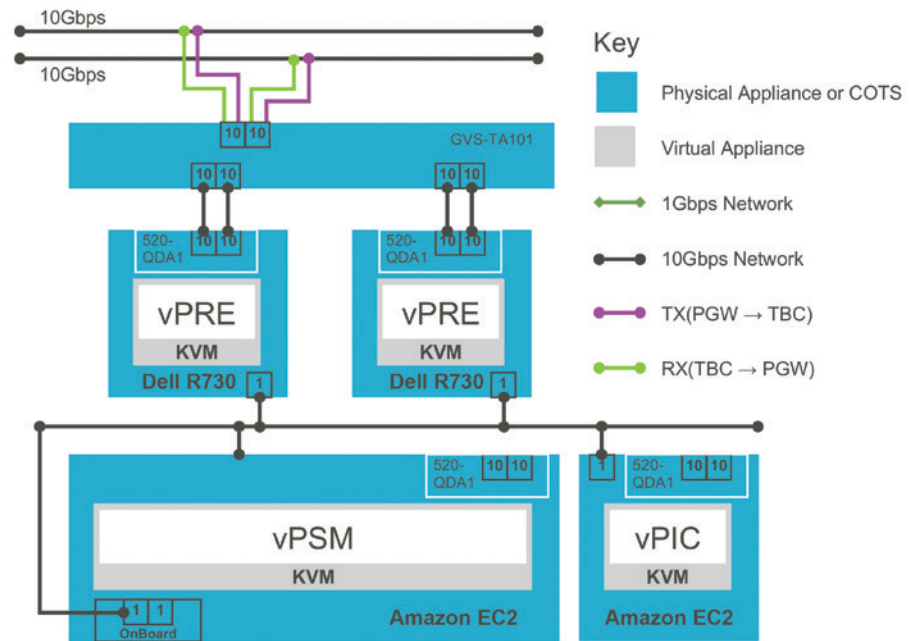 10Gbps
10Gbps
Key
Physical Appliance or COTS
Virtual Appliance
1Gbps Network
10Gbps Network
TX(PGW → TBC)
RX(TBC → PGW)
10 10
GVS-TA101
10 10
10 10
520-
QDA1
10 10
vPRE
KVM
Dell R730
1
520-
QDA1
10 10
vPRE
KVM
Dell R730
1
520-
QDA1
10 10
vPSM
KVM
1 1
OnBoard
Amazon EC2
1
520-
QDA1
10 10
vPIC
KVM
Amazon EC2